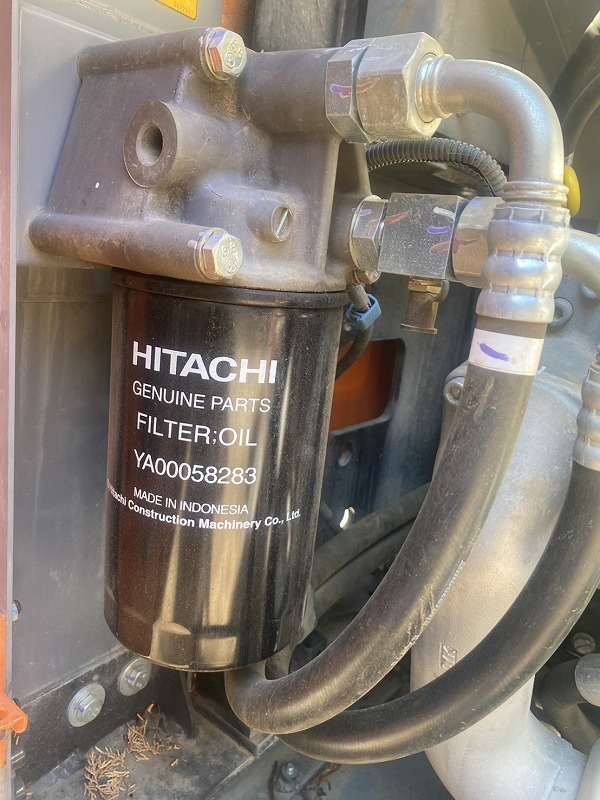 HITACHI
GENUINE PARTS
FILTER;OIL
YA00058283
MADE IN INDONESIA
Hitachi Construction Machinery Co., Ltd.